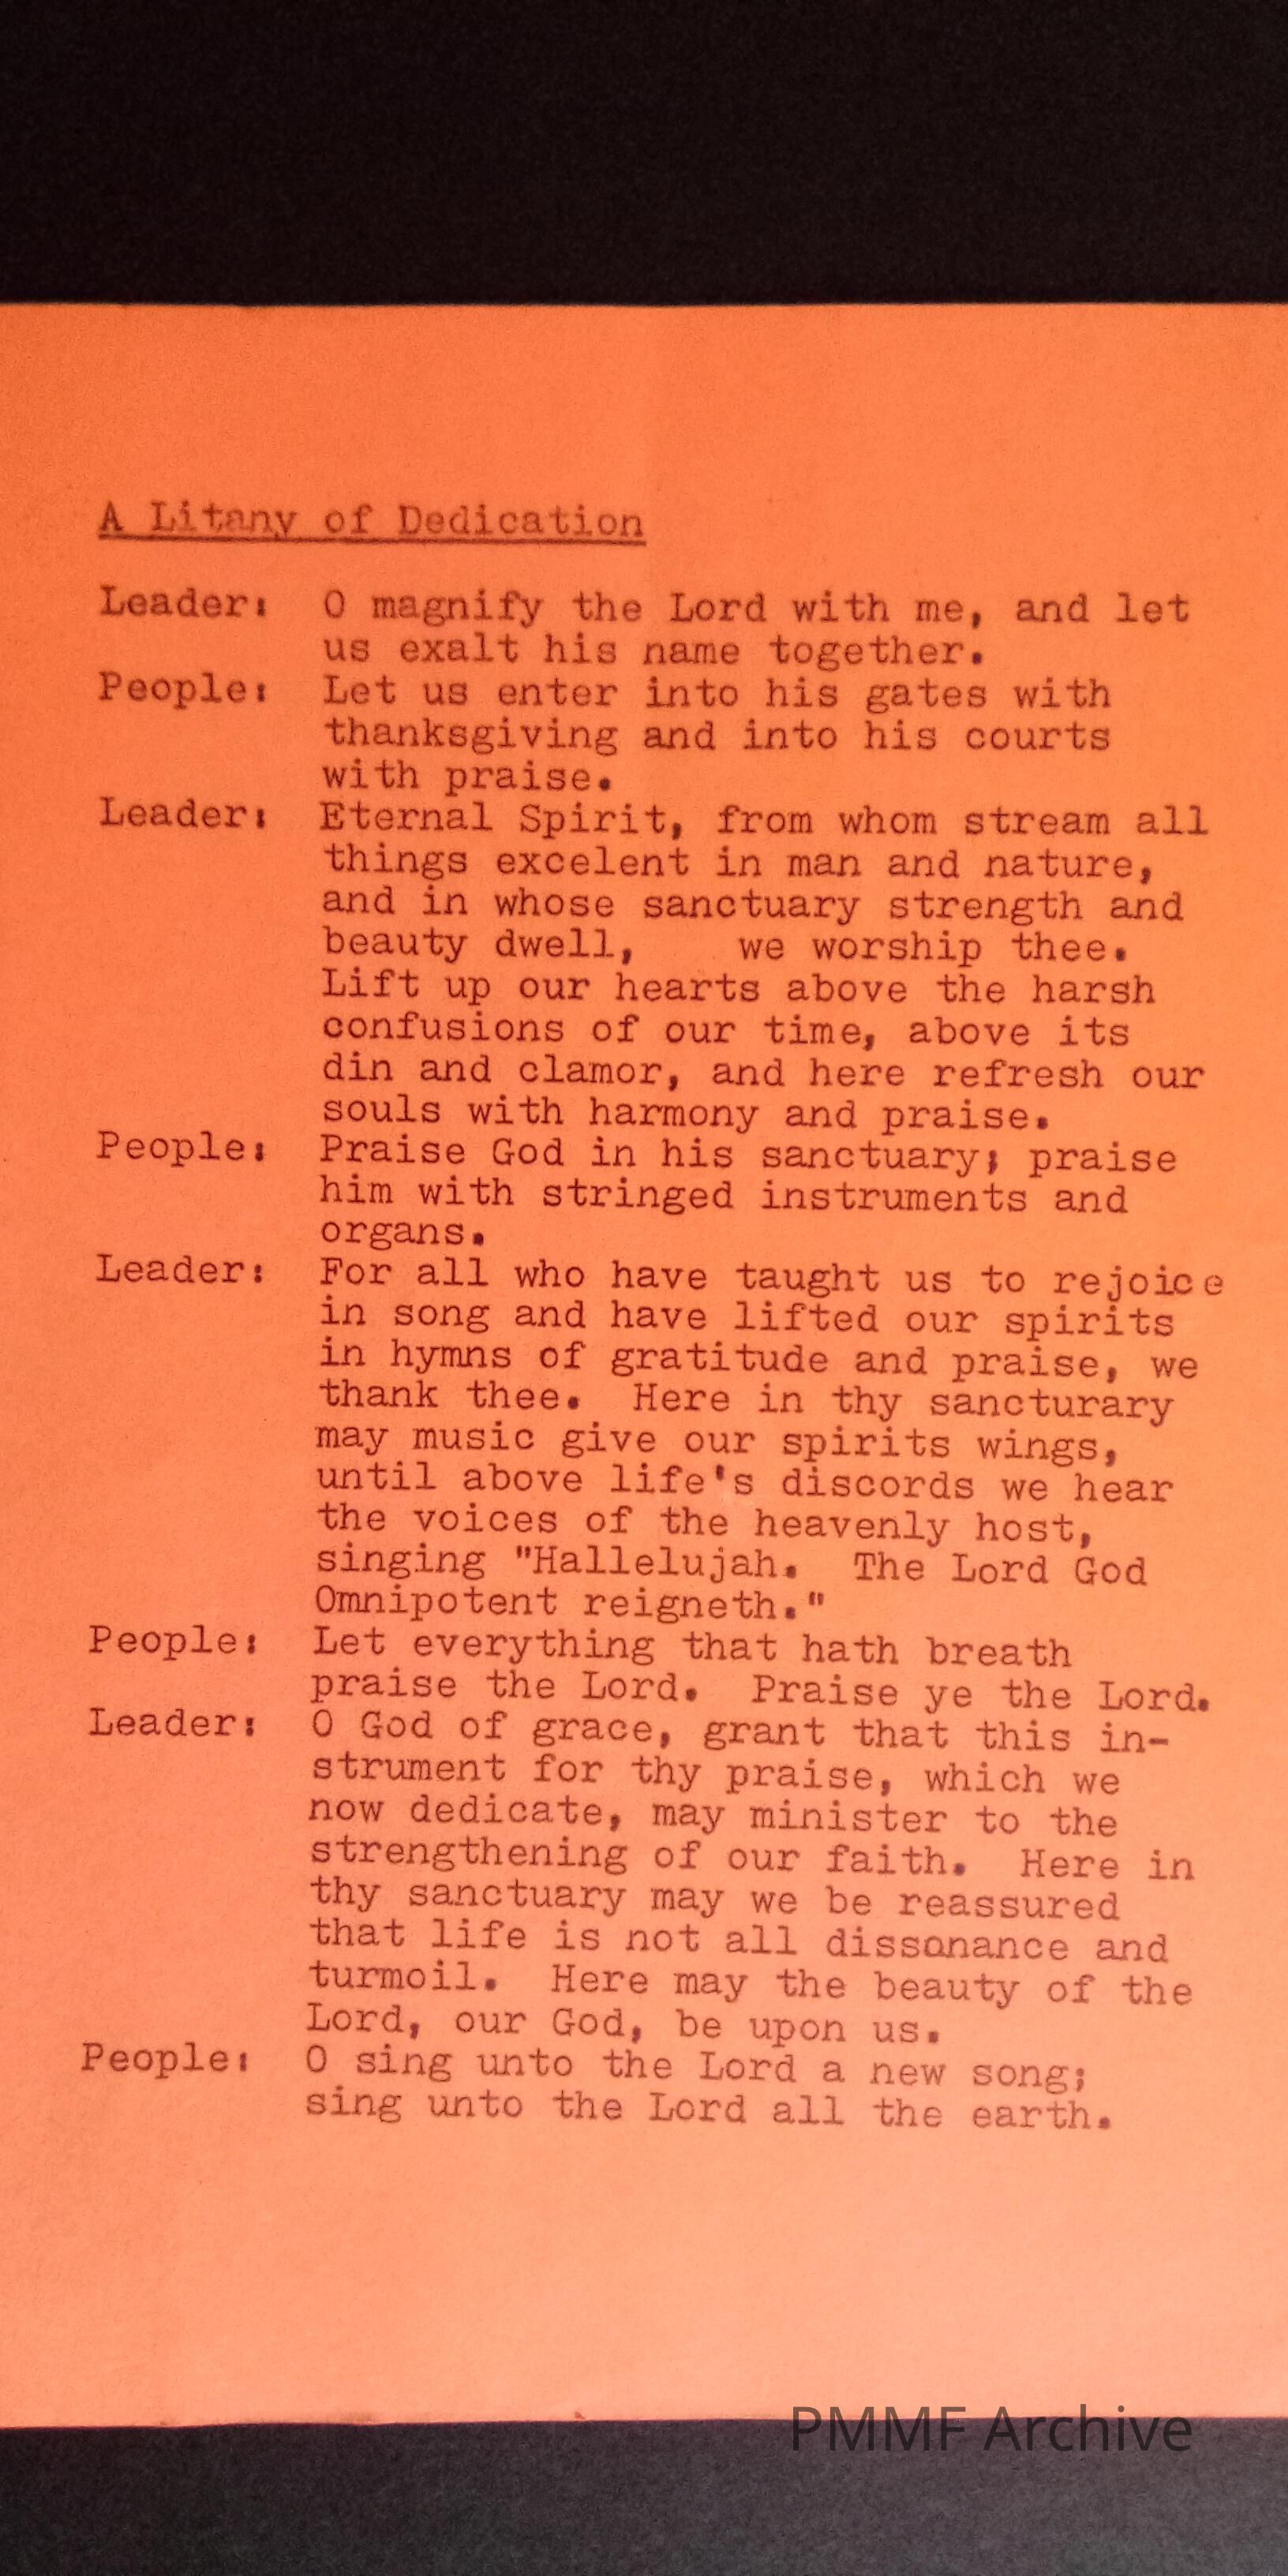 A Litany of Dedication
Leader: O magnify the Lord with me, and let
us exalt his name together.
People: Let us enter into his gates with
thanksgiving and into his courts
with praise.
Leader: Eternal Spirit, from whom stream all
things excelent in man and nature,
and in whose sanctuary strength and
beauty dwell, we worship thee.
Lift up our hearts above the harsh
confusions of our time, above its
din and clamor, and here refresh our
souls with harmony and praise.
People: Praise God in his sanctuary; praise
him with stringed instruments and
organs.
Leader: For all who have taught us to rejoice
in song and have lifted our spirits
in hymns of gratitude and praise, we
thank thee. Here in thy sancturary
may music give our spirits wings,
until above life's discords we hear
the voices of the heavenly host,
singing "Hallelujah. The Lord God
Omnipotent reigneth."
People: Let everything that hath breath
praise the Lord. Praise ye the Lord.
Leader: O God of grace, grant that this in-
strument for thy praise, which we
now dedicate, may minister to the
strengthening of our faith. Here in
thy sanctuary may we be reassured
that life is not all dissonance and
turmoil. Here may the beauty of the
Lord, our God, be upon us.
People: O sing unto the Lord a new song;
sing unto the Lord all the earth.
PMMF Archive